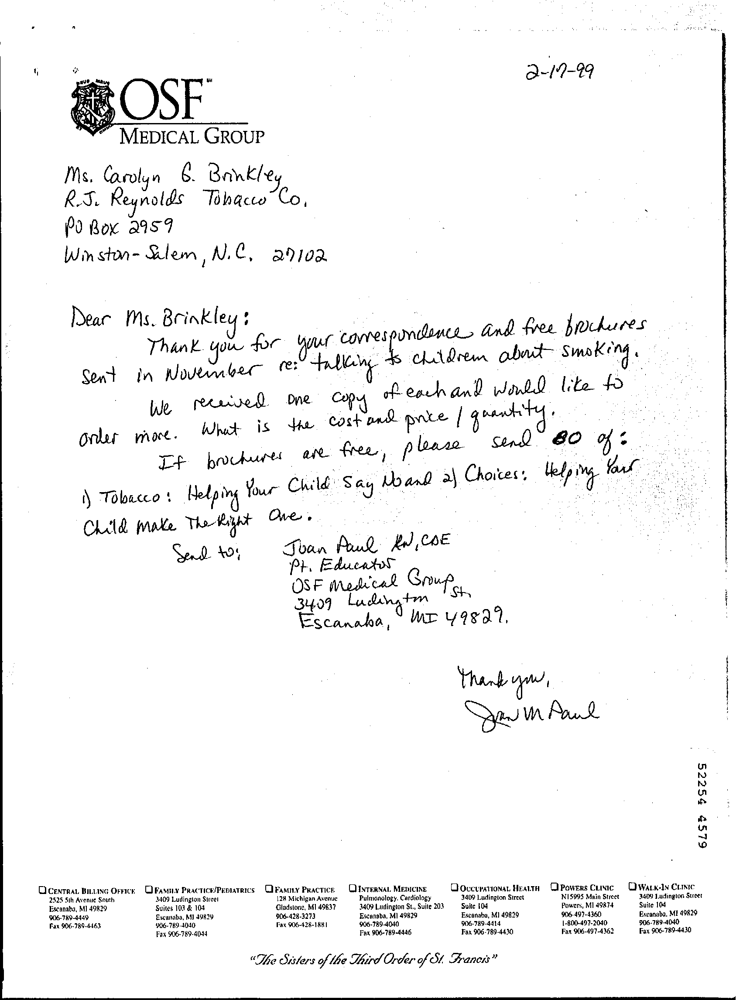 2-17-99
OSF
MEDICAL GROUP
Ms. Carolyn G. Brinkley
R.J. Reynolds Tobacco Co.
PO Box 2959
Winston-Salem, N.C. 27102
Dear Ms. Brinkley:
Thank you for your correspondence and free brochures
sent in November re: talking to children about smoking.
We received one copy of each and would like to
order more. What is the cost and price / quantity.
If brochures are free, please send 80 of:
1) Tobacco: Helping Your Child Say No and 2) Choices: Helping Your
Child Make The Right One.
Send to: Joan Paul RN, CDE
Pt. Educator
OSF Medical Group
3409 Ludington St.
Escanaba, MI 49829.
Thank you,
Joan M Paul
52254 4579
☐ CENTRAL BILLING OFFICE
2525 5th Avenue South
Escanaba, MI 49829
906-789-4449
Fax 906-789-4463
☐ FAMILY PRACTICE/PEDIATRICS
3409 Ludington Street
Suites 103 & 104
Escanaba, MI 49829
906-789-4040
Fax 906-789-4044
☐ FAMILY PRACTICE
128 Michigan Avenue
Gladstone, MI 49837
906-428-3273
Fax 906-428-1881
☐ INTERNAL MEDICINE
Pulmonology, Cardiology
3409 Ludington St., Suite 203
Escanaba, MI 49829
906-789-4040
Fax 906-789-4446
☐ OCCUPATIONAL HEALTH
3409 Ludington Street
Suite 104
Escanaba, MI 49829
906-789-4414
Fax 906-789-4430
☐ POWERS CLINIC
N15995 Main Street
Powers, MI 49874
906-497-4360
1-800-497-2040
Fax 906-497-4362
☐ WALK-IN CLINIC
3409 Ludington Street
Suite 104
Escanaba, MI 49829
906-789-4040
Fax 906-789-4430
"The Sisters of the Third Order of St. Francis"